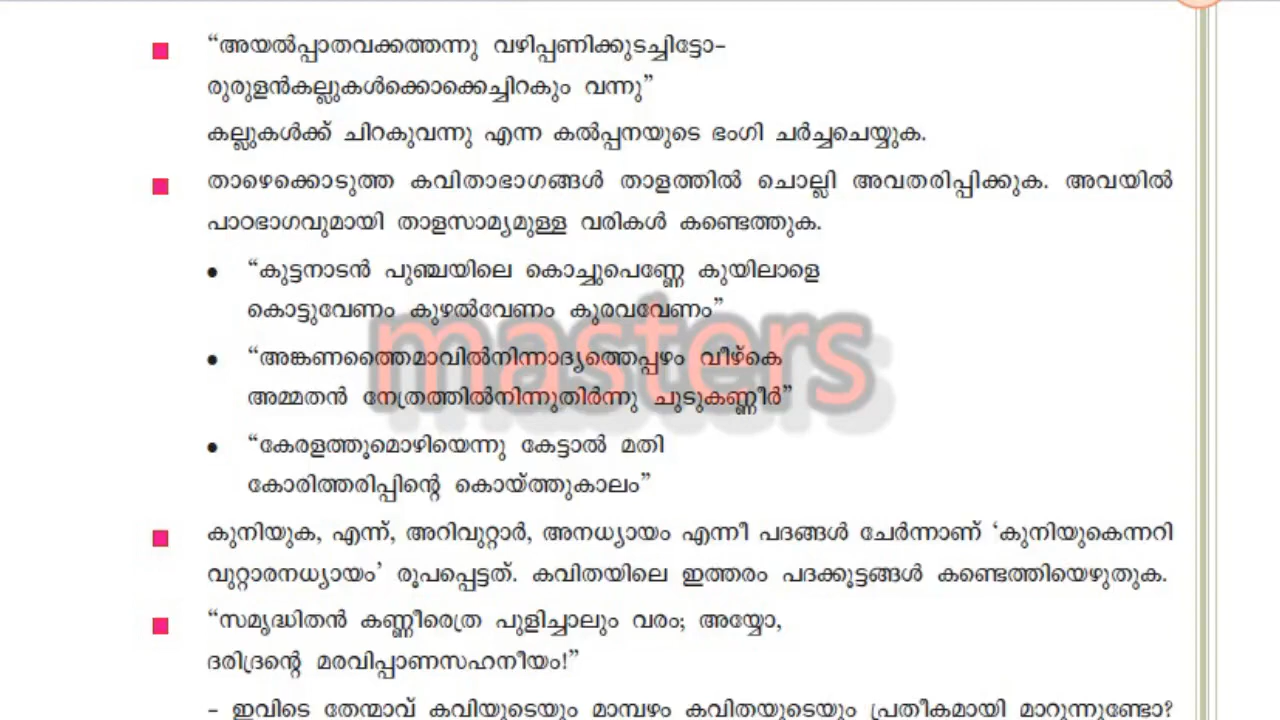 “അയൽപ്പാതവക്കത്തന്നു വഴിപ്പണിക്കുടച്ചിട്ടോ-
രുരുളൻകല്ലുകൾക്കൊക്കെച്ചിറകും വന്നു”
കല്ലുകൾക്ക് ചിറകുവന്നു എന്ന കൽപ്പനയുടെ ഭംഗി ചർച്ചചെയ്യുക.
താഴെക്കൊടുത്ത കവിതാഭാഗങ്ങൾ താളത്തിൽ ചൊല്ലി അവതരിപ്പിക്കുക. അവയിൽ
പാഠഭാഗവുമായി താളസാമ്യമുള്ള വരികൾ കണ്ടെത്തുക.
• “കുട്ടനാടൻ പുഞ്ചയിലെ കൊച്ചുപെണ്ണേ കുയിലാളെ
കൊട്ടുവേണം കുഴൽവേണം കുരവവേണം”
masters
• “അങ്കണത്തൈമാവിൽനിന്നാദ്യത്തെപ്പഴം വീഴ്കെ
അമ്മതൻ നേത്രത്തിൽനിന്നുതിർന്നു ചുടുകണ്ണീർ”
• “കേരളത്തൂമൊഴിയെന്നു കേട്ടാൽ മതി
കോരിത്തരിപ്പിന്റെ കൊയ്ത്തുകാലം”
കുനിയുക, എന്ന്, അറിവുറ്റാർ, അനധ്യായം എന്നീ പദങ്ങൾ ചേർന്നാണ് ‘കുനിയുകെന്നറി
വുറ്റാരനധ്യായം’ രൂപപ്പെട്ടത്. കവിതയിലെ ഇത്തരം പദക്കൂട്ടങ്ങൾ കണ്ടെത്തിയെഴുതുക.
“സമൃദ്ധിതൻ കണ്ണീരെത്ര പുളിച്ചാലും വരം; അയ്യോ,
ദരിദ്രന്റെ മരവിപ്പാണസഹനീയം!”
- ഇവിടെ തേന്മാവ് കവിയുടെയും മാമ്പഴം കവിതയുടെയും പ്രതീകമായി മാറുന്നുണ്ടോ?